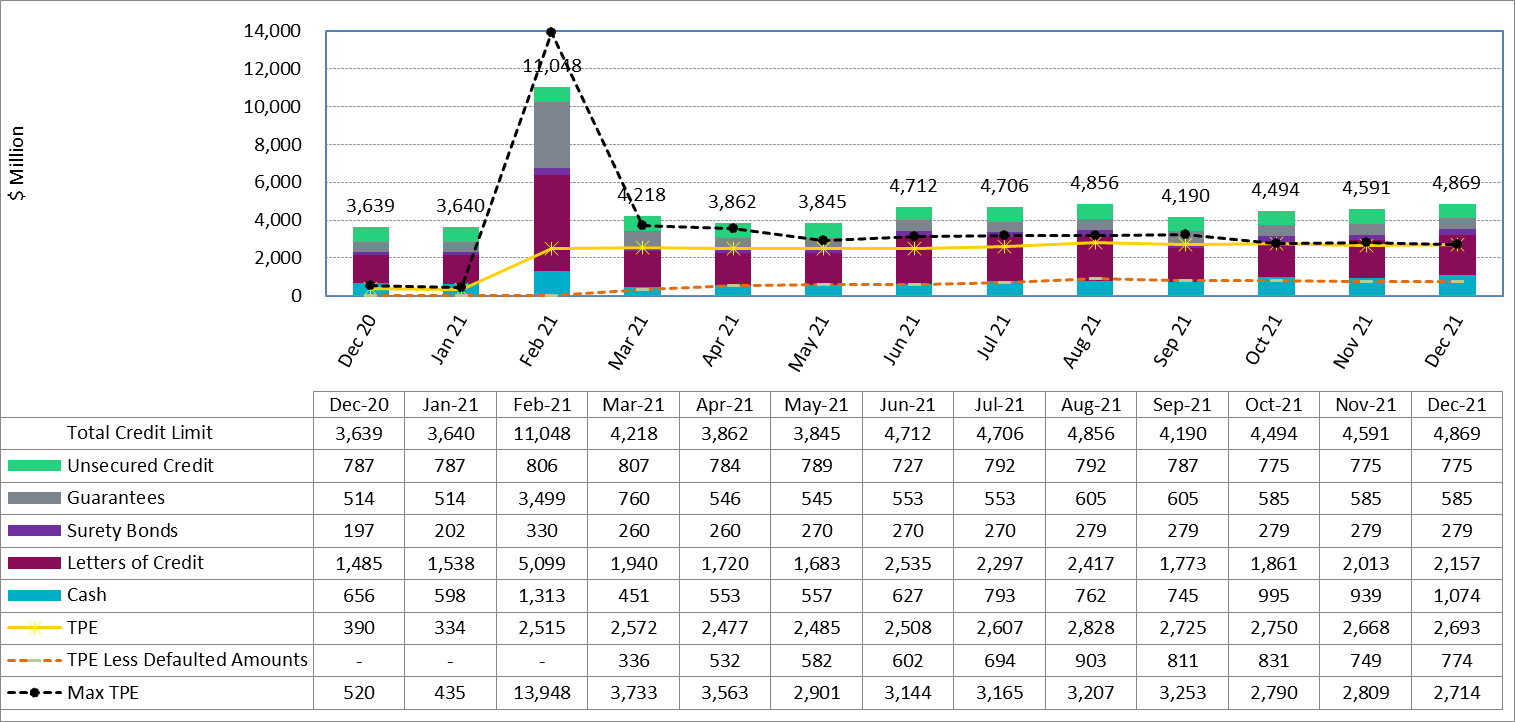 $ Million
14,000
12,000
10,000
8,000
6,000
4,000
2,000
0
3,639 3,640 11,048 4,218 3,862 3,845 4,712 4,706 4,856 4,190 4,494 4,591 4,869
Dec 20 Jan 21 Feb 21 Mar 21 Apr 21 May 21 Jun 21 Jul 21 Aug 21 Sep 21 Oct 21 Nov 21 Dec 21
Dec-20 Jan-21 Feb-21 Mar-21 Apr-21 May-21 Jun-21 Jul-21 Aug-21 Sep-21 Oct-21 Nov-21 Dec-21
Total Credit Limit 3,639 3,640 11,048 4,218 3,862 3,845 4,712 4,706 4,856 4,190 4,494 4,591 4,869
Unsecured Credit 787 787 806 807 784 789 727 792 792 787 775 775 775
Guarantees 514 514 3,499 760 546 545 553 553 605 605 585 585 585
Surety Bonds 197 202 330 260 260 270 270 270 279 279 279 279 279
Letters of Credit 1,485 1,538 5,099 1,940 1,720 1,683 2,535 2,297 2,417 1,773 1,861 2,013 2,157
Cash 656 598 1,313 451 553 557 627 793 762 745 995 939 1,074
TPE 390 334 2,515 2,572 2,477 2,485 2,508 2,607 2,828 2,725 2,750 2,668 2,693
TPE Less Defaulted Amounts - - - 336 532 582 602 694 903 811 831 749 774
Max TPE 520 435 13,948 3,733 3,563 2,901 3,144 3,165 3,207 3,253 2,790 2,809 2,714